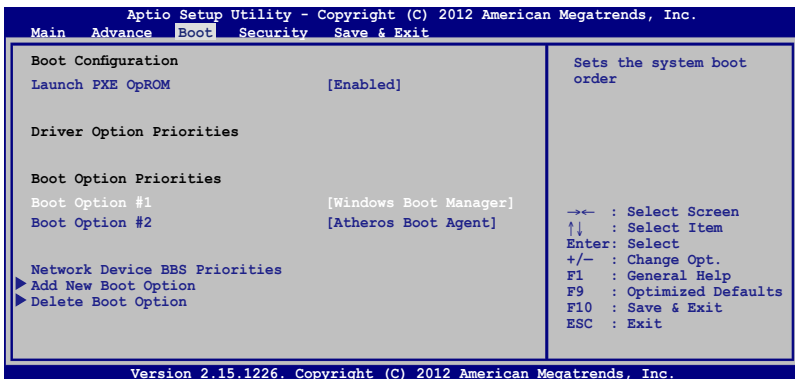 Aptio Setup Utility - Copyright (C) 2012 American Megatrends, Inc.
Main Advance Boot Security Save & Exit
Boot Configuration
Launch PXE OpROM [Enabled]
Driver Option Priorities
Boot Option Priorities
Boot Option #1 [Windows Boot Manager]
Boot Option #2 [Atheros Boot Agent]
Network Device BBS Priorities
Add New Boot Option
Delete Boot Option
Sets the system boot
order
→← : Select Screen
↑↓ : Select Item
Enter: Select
+/— : Change Opt.
F1 : General Help
F9 : Optimized Defaults
F10 : Save & Exit
ESC : Exit
Version 2.15.1226. Copyright (C) 2012 American Megatrends, Inc.